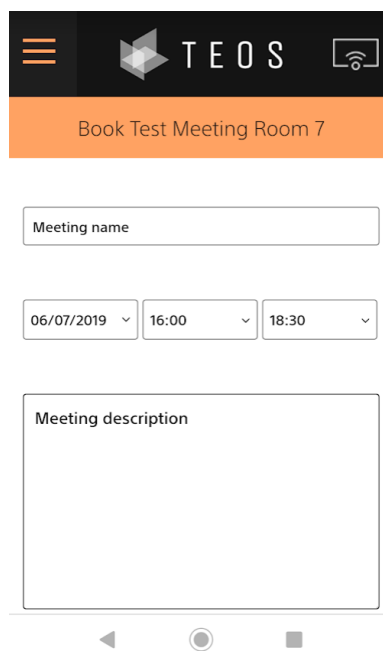 TEOS
Book Test Meeting Room 7
Meeting name
06/07/2019 16:00 18:30
Meeting description